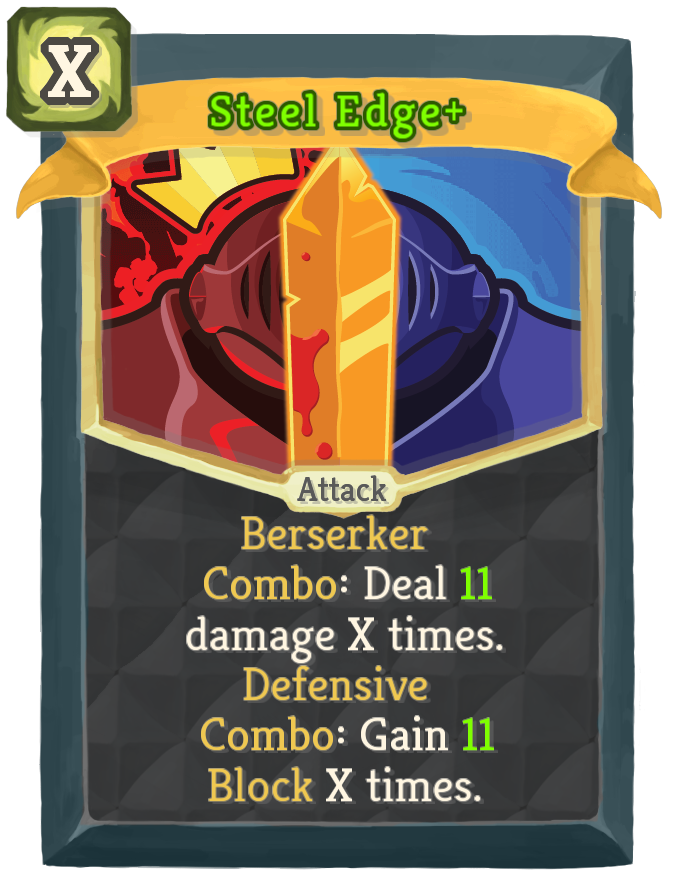 X
Steel Edge+
Attack
Berserker
Combo: Deal 11
damage X times.
Defensive
Combo: Gain 11
Block X times.